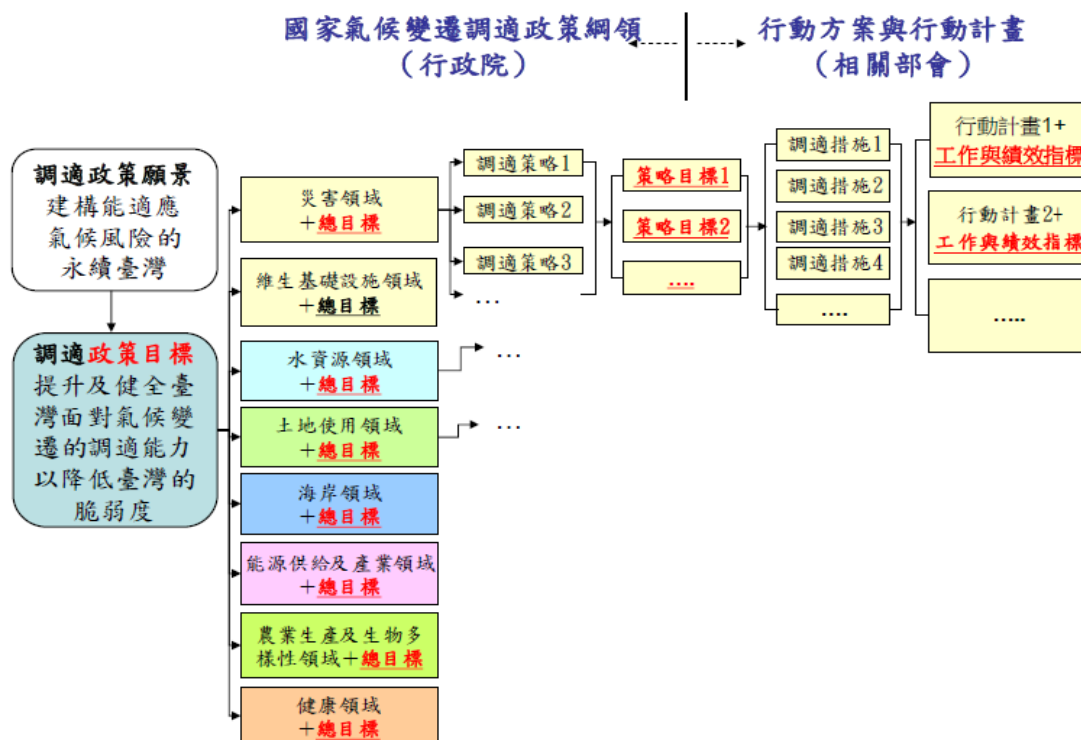 國家氣候變遷調適政策綱領
（行政院）
行動方案與行動計畫
（相關部會）
調適政策願景
建構能適應
氣候風險的
永續臺灣
調適政策目標
提升及健全臺
灣面對氣候變
遷的調適能力
以降低臺灣的
脆弱度
災害領域
＋總目標
維生基礎設施領域
＋總目標
水資源領域
＋總目標
土地使用領域
＋總目標
海岸領域
＋總目標
能源供給及產業領域
＋總目標
農業生產及生物多
樣性領域＋總目標
健康領域
＋總目標
調適策略1
調適策略2
調適策略3
...
...
...
策略目標1
策略目標2
....
調適措施1
調適措施2
調適措施3
調適措施4
....
行動計畫1+
工作與績效指標
行動計畫2+
工作與績效指標
.....